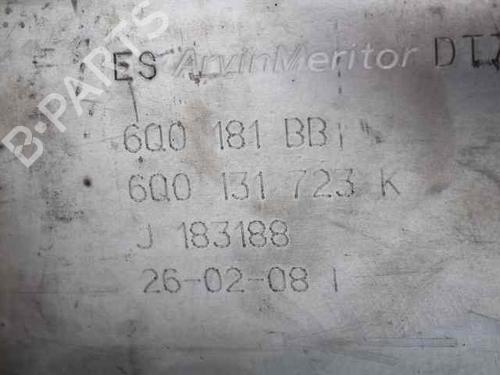 B-PARTS
ES ArvinMeritor DT
6Q0 181 BB
6Q0 131 723 K
J 183188
26-02-08 I